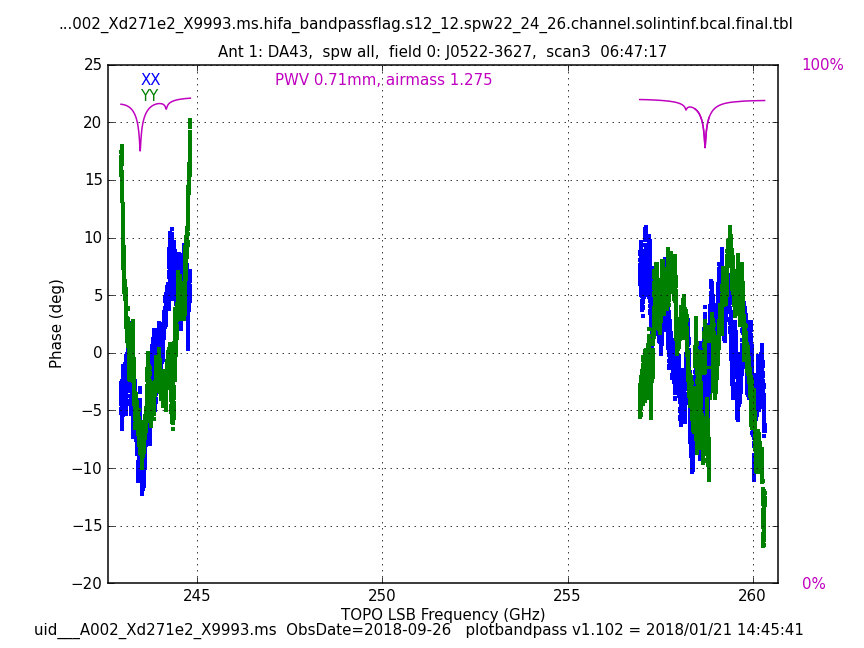 ...002_Xd271e2_X9993.ms.hifa_bandpassflag.s12_12.spw22_24_26.channel.solintinf.bcal.final.tbl
Ant 1: DA43,  spw all,  field 0: J0522-3627,  scan3  06:47:17
25
20
15
10
5
0
−5
−10
−15
−20
Phase (deg)
XX
YY
PWV 0.71mm, airmass 1.275
100%
0%
245
250
255
260
TOPO LSB Frequency (GHz)
uid___A002_Xd271e2_X9993.ms  ObsDate=2018-09-26   plotbandpass v1.102 = 2018/01/21 14:45:41